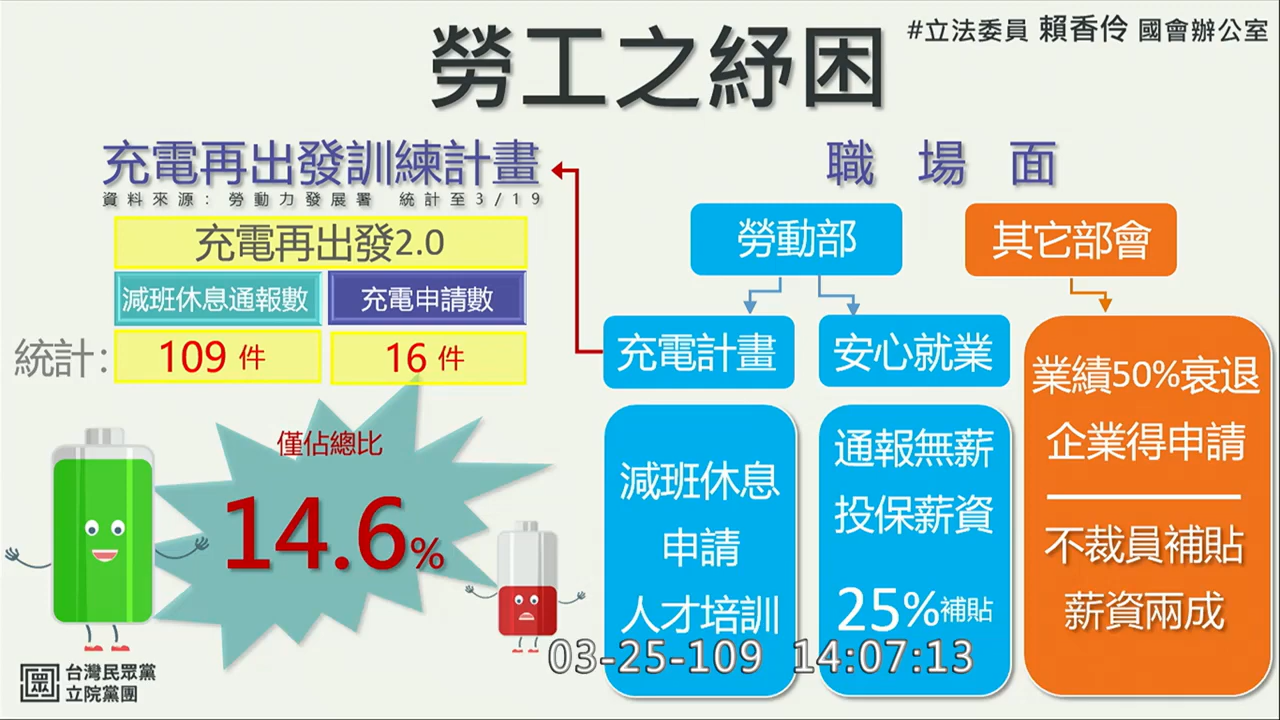 勞工之紓困
#立法委員 賴香伶 國會辦公室
充電再出發訓練計畫
資料來源：勞動力發展署 統計至3/19
充電再出發2.0
減班休息通報數
充電申請數
統計：
109 件
16 件
僅佔總比
14.6%
職場面
勞動部
其它部會
充電計畫
安心就業
減班休息
申請
人才培訓
通報無薪
投保薪資
25%補貼
業績50%衰退
企業得申請
不裁員補貼
薪資兩成
台灣民眾黨
立院黨團
03-25-109 14:07:13